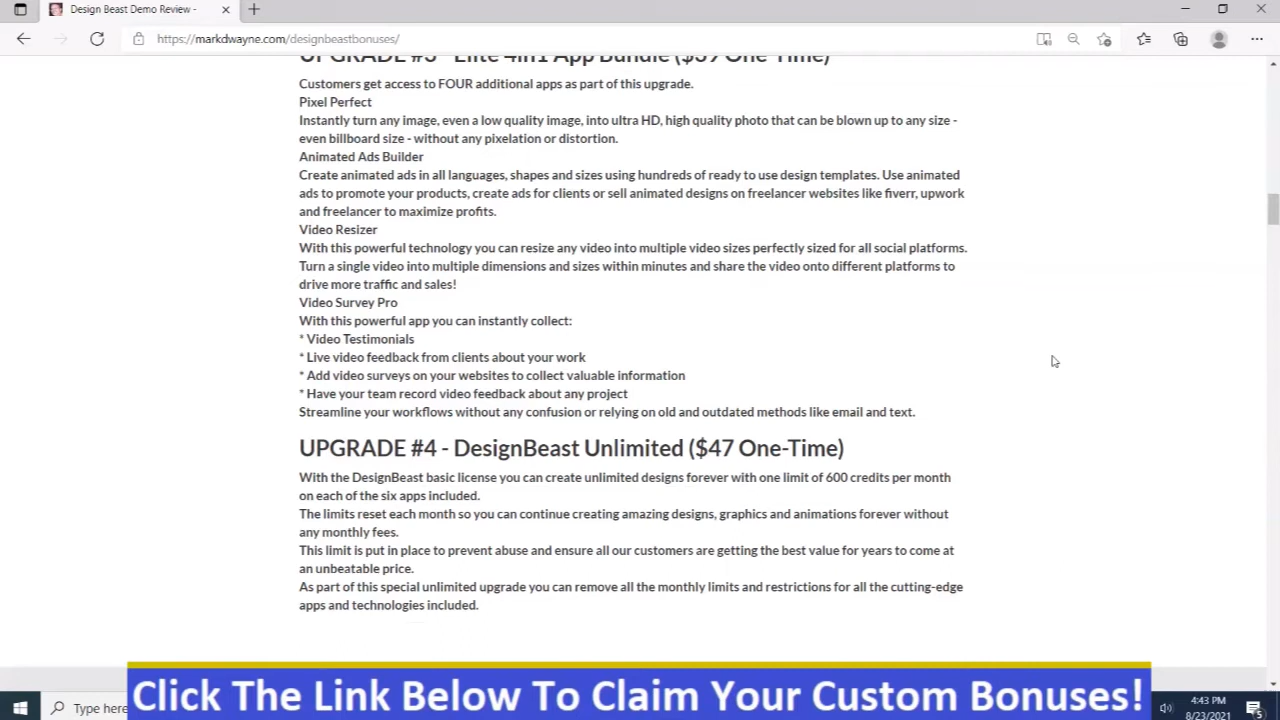 Design Beast Demo Review -
https://markdwayne.com/designbeastbonuses/
UPGRADE #3 - Elite 4in1 App Bundle ($39 One-Time)
Customers get access to FOUR additional apps as part of this upgrade.
Pixel Perfect
Instantly turn any image, even a low quality image, into ultra HD, high quality photo that can be blown up to any size -
even billboard size - without any pixelation or distortion.
Animated Ads Builder
Create animated ads in all languages, shapes and sizes using hundreds of ready to use design templates. Use animated
ads to promote your products, create ads for clients or sell animated designs on freelancer websites like fiverr, upwork
and freelancer to maximize profits.
Video Resizer
With this powerful technology you can resize any video into multiple video sizes perfectly sized for all social platforms.
Turn a single video into multiple dimensions and sizes within minutes and share the video onto different platforms to
drive more traffic and sales!
Video Survey Pro
With this powerful app you can instantly collect:
* Video Testimonials
* Live video feedback from clients about your work
* Add video surveys on your websites to collect valuable information
* Have your team record video feedback about any project
Streamline your workflows without any confusion or relying on old and outdated methods like email and text.
UPGRADE #4 - DesignBeast Unlimited ($47 One-Time)
With the DesignBeast basic license you can create unlimited designs forever with one limit of 600 credits per month
on each of the six apps included.
The limits reset each month so you can continue creating amazing designs, graphics and animations forever without
any monthly fees.
This limit is put in place to prevent abuse and ensure all our customers are getting the best value for years to come at
an unbeatable price.
As part of this special unlimited upgrade you can remove all the monthly limits and restrictions for all the cutting-edge
apps and technologies included.
Click The Link Below To Claim Your Custom Bonuses!
Type here
4:43 PM
8/23/2021
5